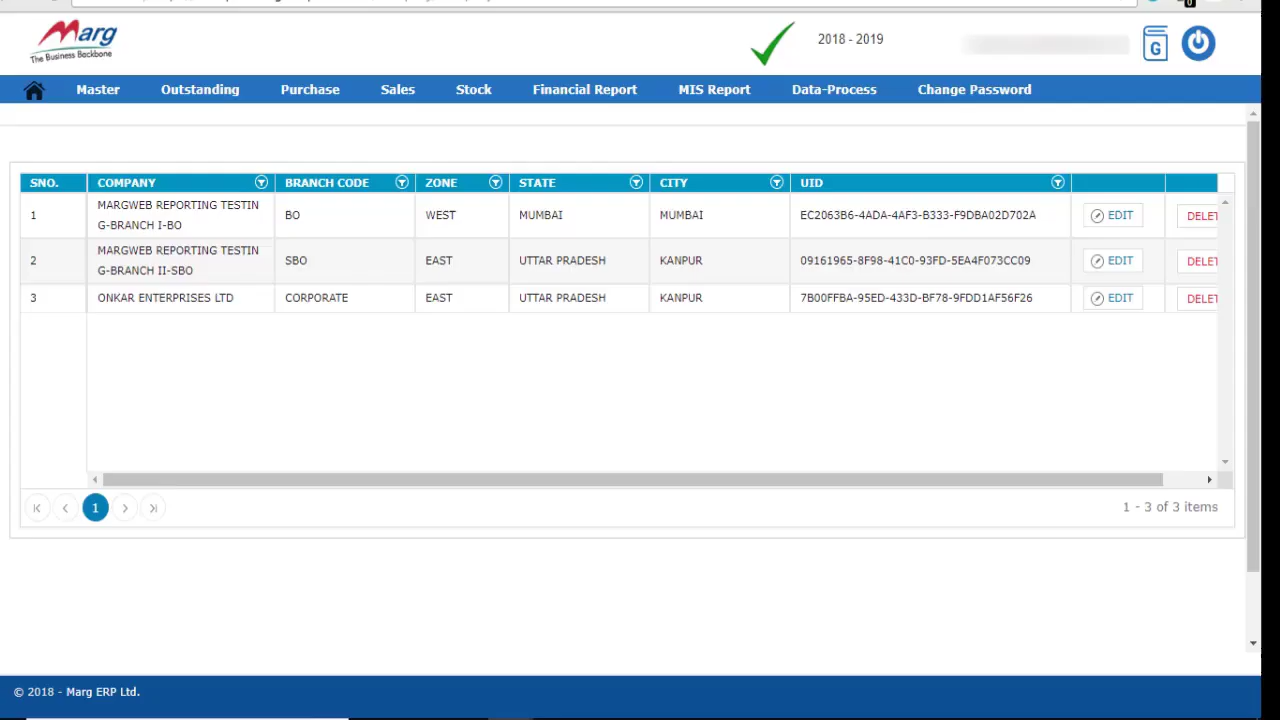 0
Marg
The Business Backbone
2018 - 2019
G
Master Outstanding Purchase Sales Stock Financial Report MIS Report Data-Process Change Password
SNO. COMPANY BRANCH CODE ZONE STATE CITY UID
1 MARGWEB REPORTING TESTIN BO WEST MUMBAI MUMBAI EC2063B6-4ADA-4AF3-B333-F9DBA02D702A EDIT DELET
G-BRANCH I-BO
2 MARGWEB REPORTING TESTIN SBO EAST UTTAR PRADESH KANPUR 09161965-8F98-41C0-93FD-5EA4F073CC09 EDIT DELET
G-BRANCH II-SBO
3 ONKAR ENTERPRISES LTD CORPORATE EAST UTTAR PRADESH KANPUR 7B00FFBA-95ED-433D-BF78-9FDD1AF56F26 EDIT DELET
1 1 - 3 of 3 items
© 2018 - Marg ERP Ltd.